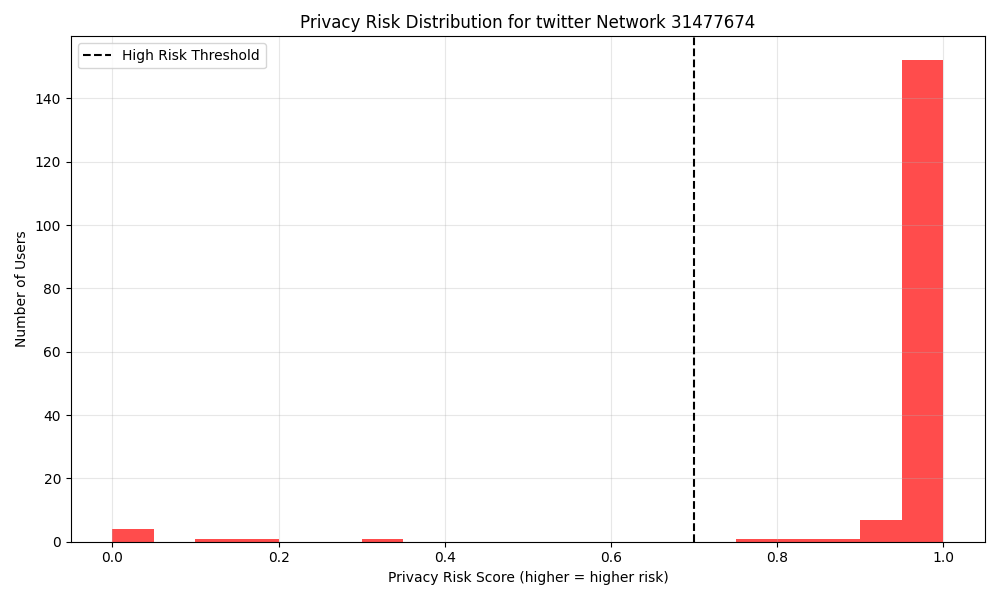 Privacy Risk Distribution for twitter Network 31477674
High Risk Threshold
Number of Users
140
120
100
80
60
40
20
0
0.0 0.2 0.4 0.6 0.8 1.0
Privacy Risk Score (higher = higher risk)